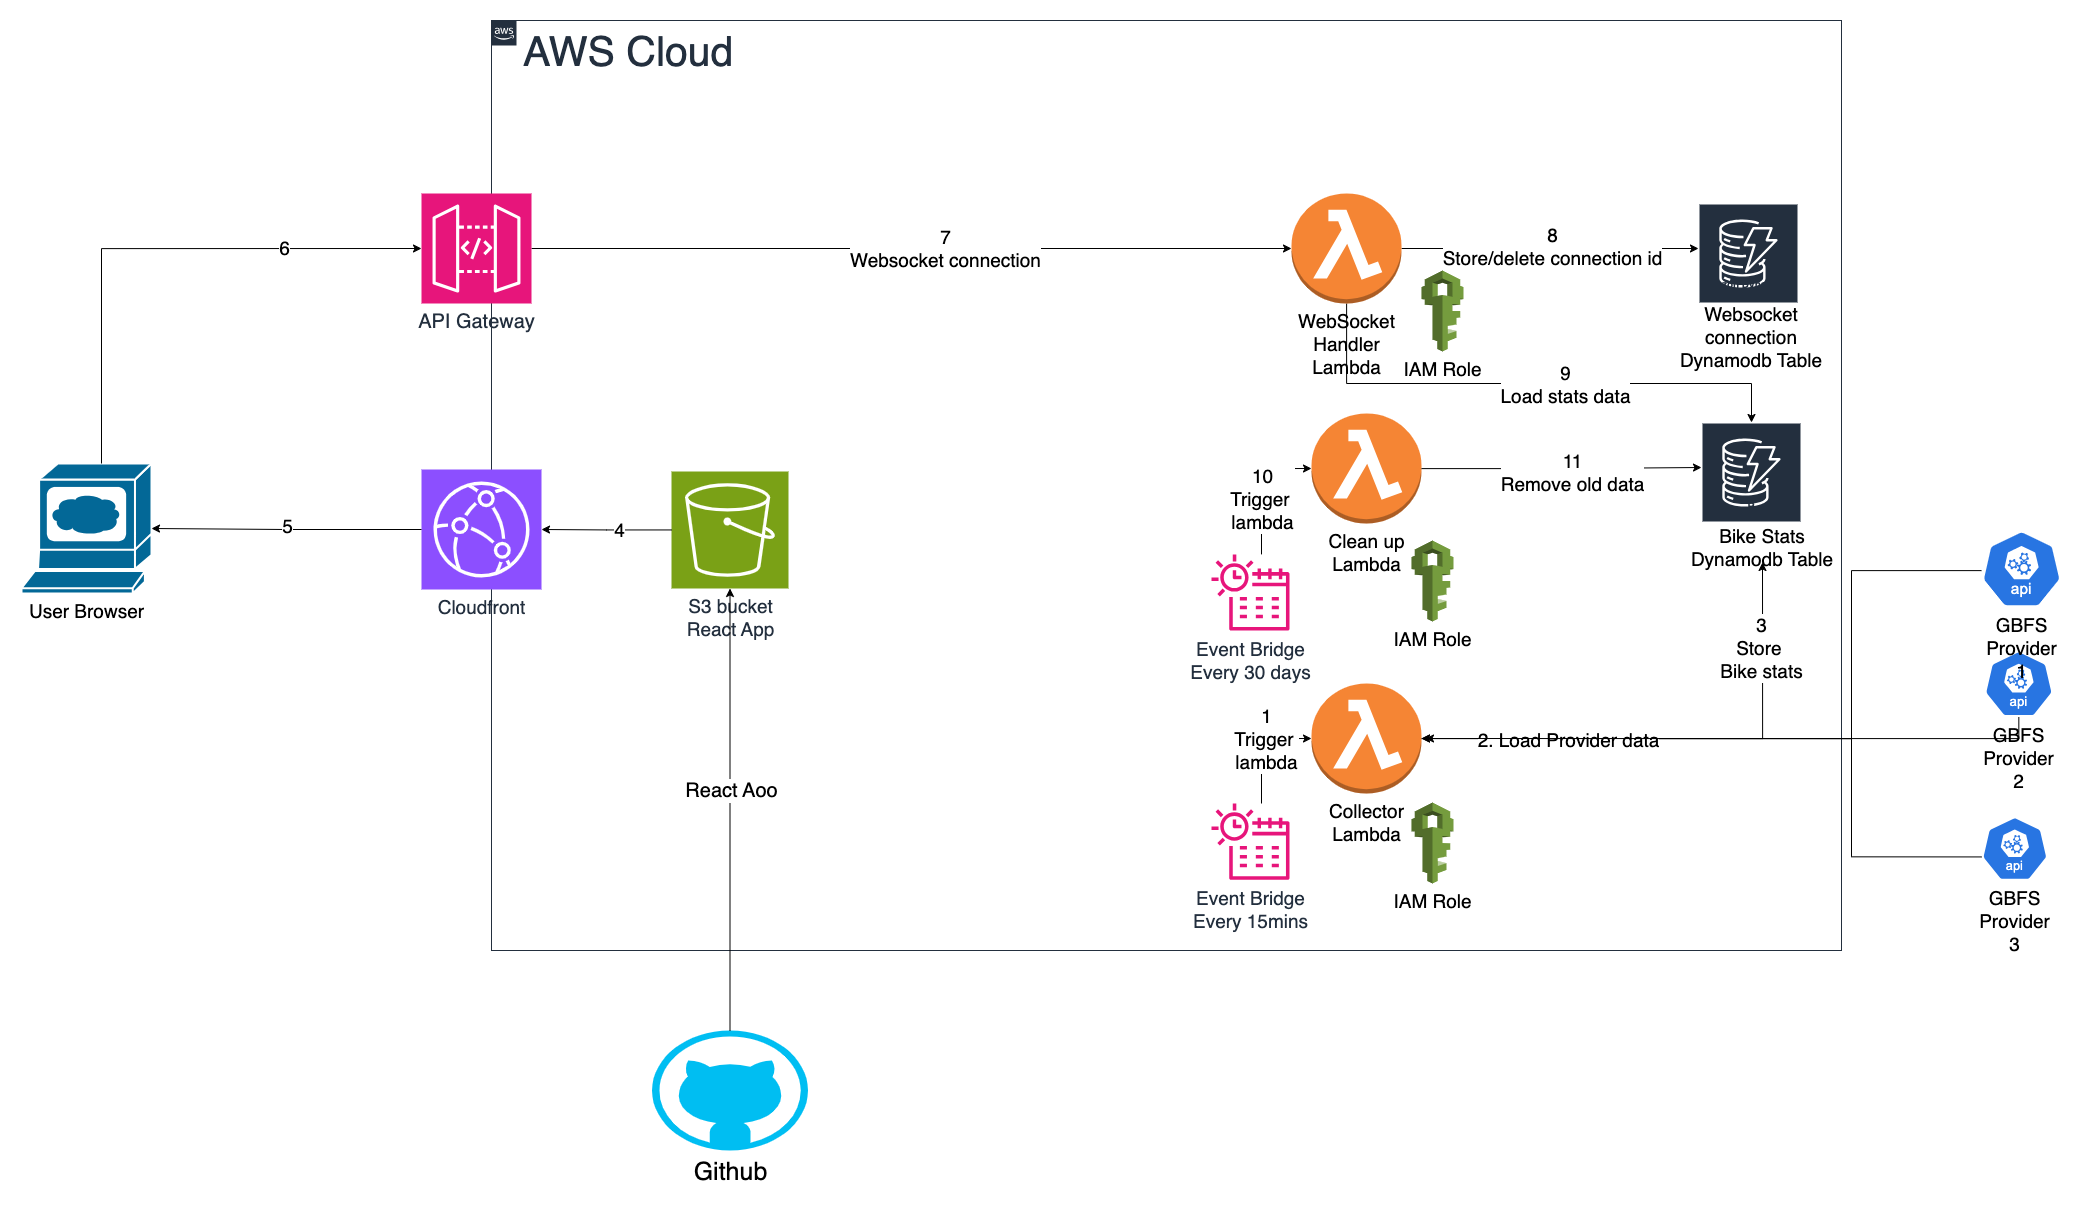 aws
AWS Cloud
6
API Gateway
7
Websocket connection
WebSocket
Handler
Lambda
IAM Role
8
Store/delete connection id
Websocket
connection
Dynamodb Table
9
Load stats data
User Browser
5
Cloudfront
4
S3 bucket
React App
10
Trigger
lambda
Clean up
Lambda
IAM Role
11
Remove old data
Bike Stats
Dynamodb Table
Event Bridge
Every 30 days
3
Store
Bike stats
1
Trigger
lambda
Collector
Lambda
IAM Role
2. Load Provider data
Event Bridge
Every 15mins
api
GBFS
Provider
1
api
GBFS
Provider
2
api
GBFS
Provider
3
React Aoo
Github